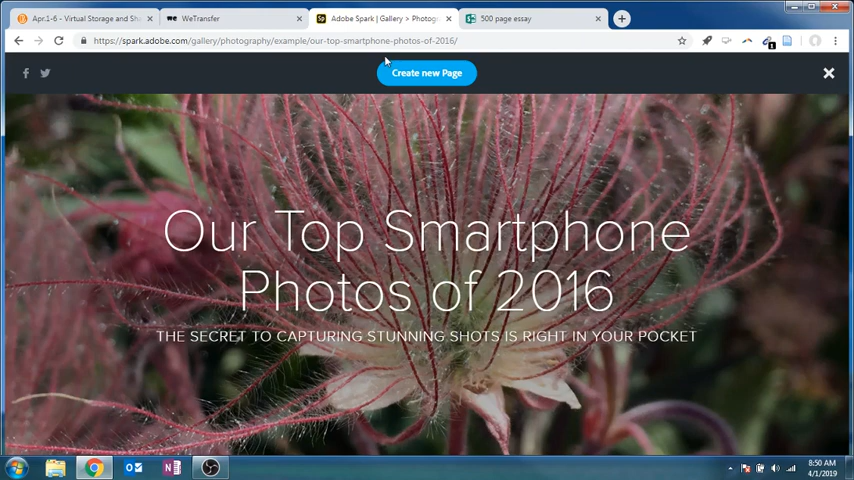 Apr.1-6 - Virtual Storage and Sha
WeTransfer
Adobe Spark | Gallery > Photogr
500 page essay
https://spark.adobe.com/gallery/photography/example/our-top-smartphone-photos-of-2016/
Create new Page
Our Top Smartphone
Photos of 2016
THE SECRET TO CAPTURING STUNNING SHOTS IS RIGHT IN YOUR POCKET
8:50 AM
4/1/2019